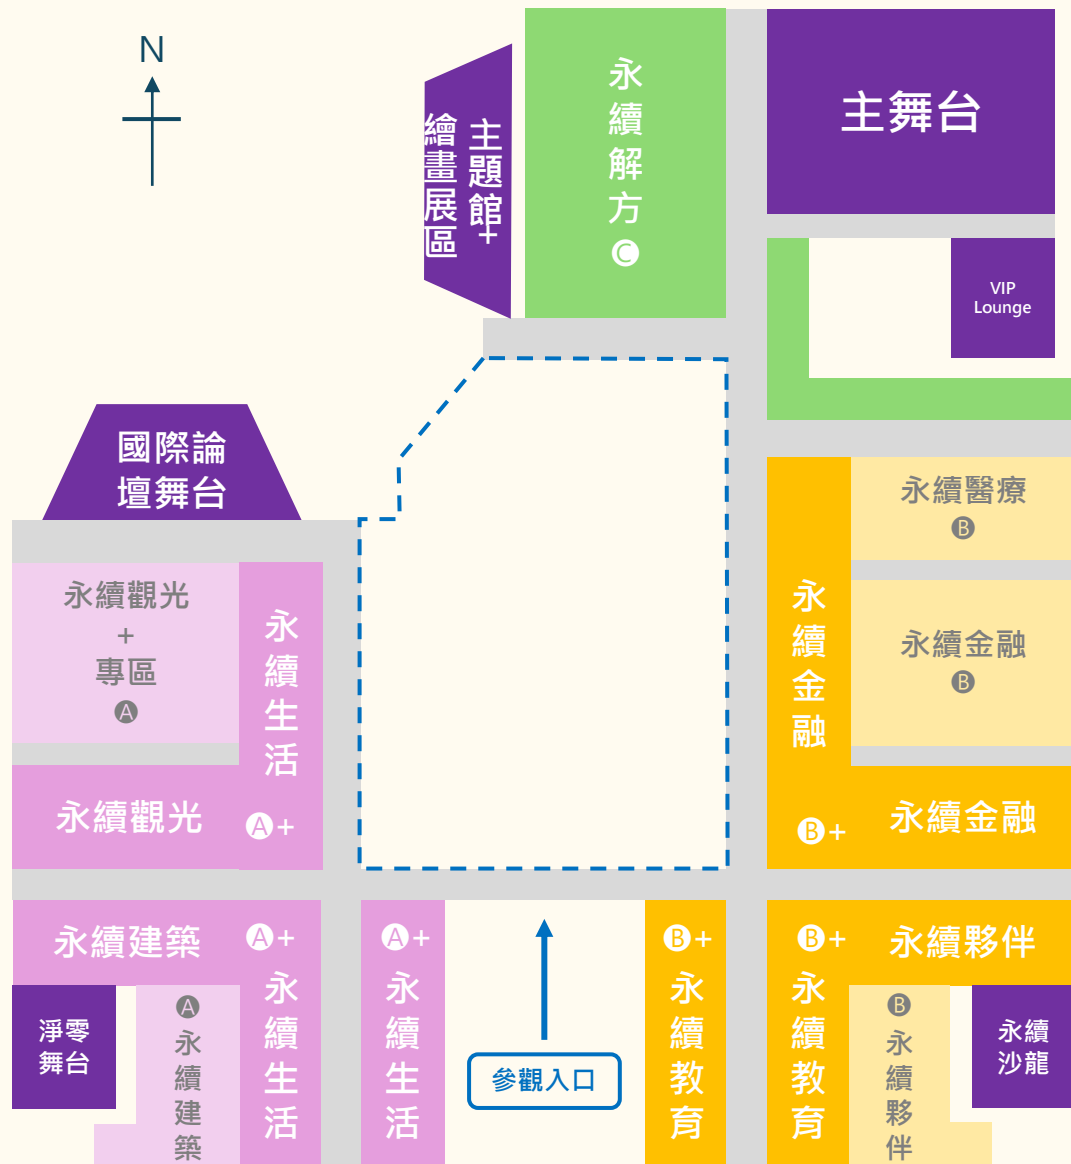 N
主題館+
繪畫展區
永續解方
C
主舞台
VIP
Lounge
國際論
壇舞台
永續醫療
B
永續觀光
+
專區
A
永續生活
永續金融
永續金融
B
永續觀光
A+
B+
永續金融
永續建築
A+
A+
B+
B+
永續夥伴
淨零
舞台
A
永續建築
永續生活
永續生活
參觀入口
永續教育
永續教育
B
永續夥伴
永續
沙龍